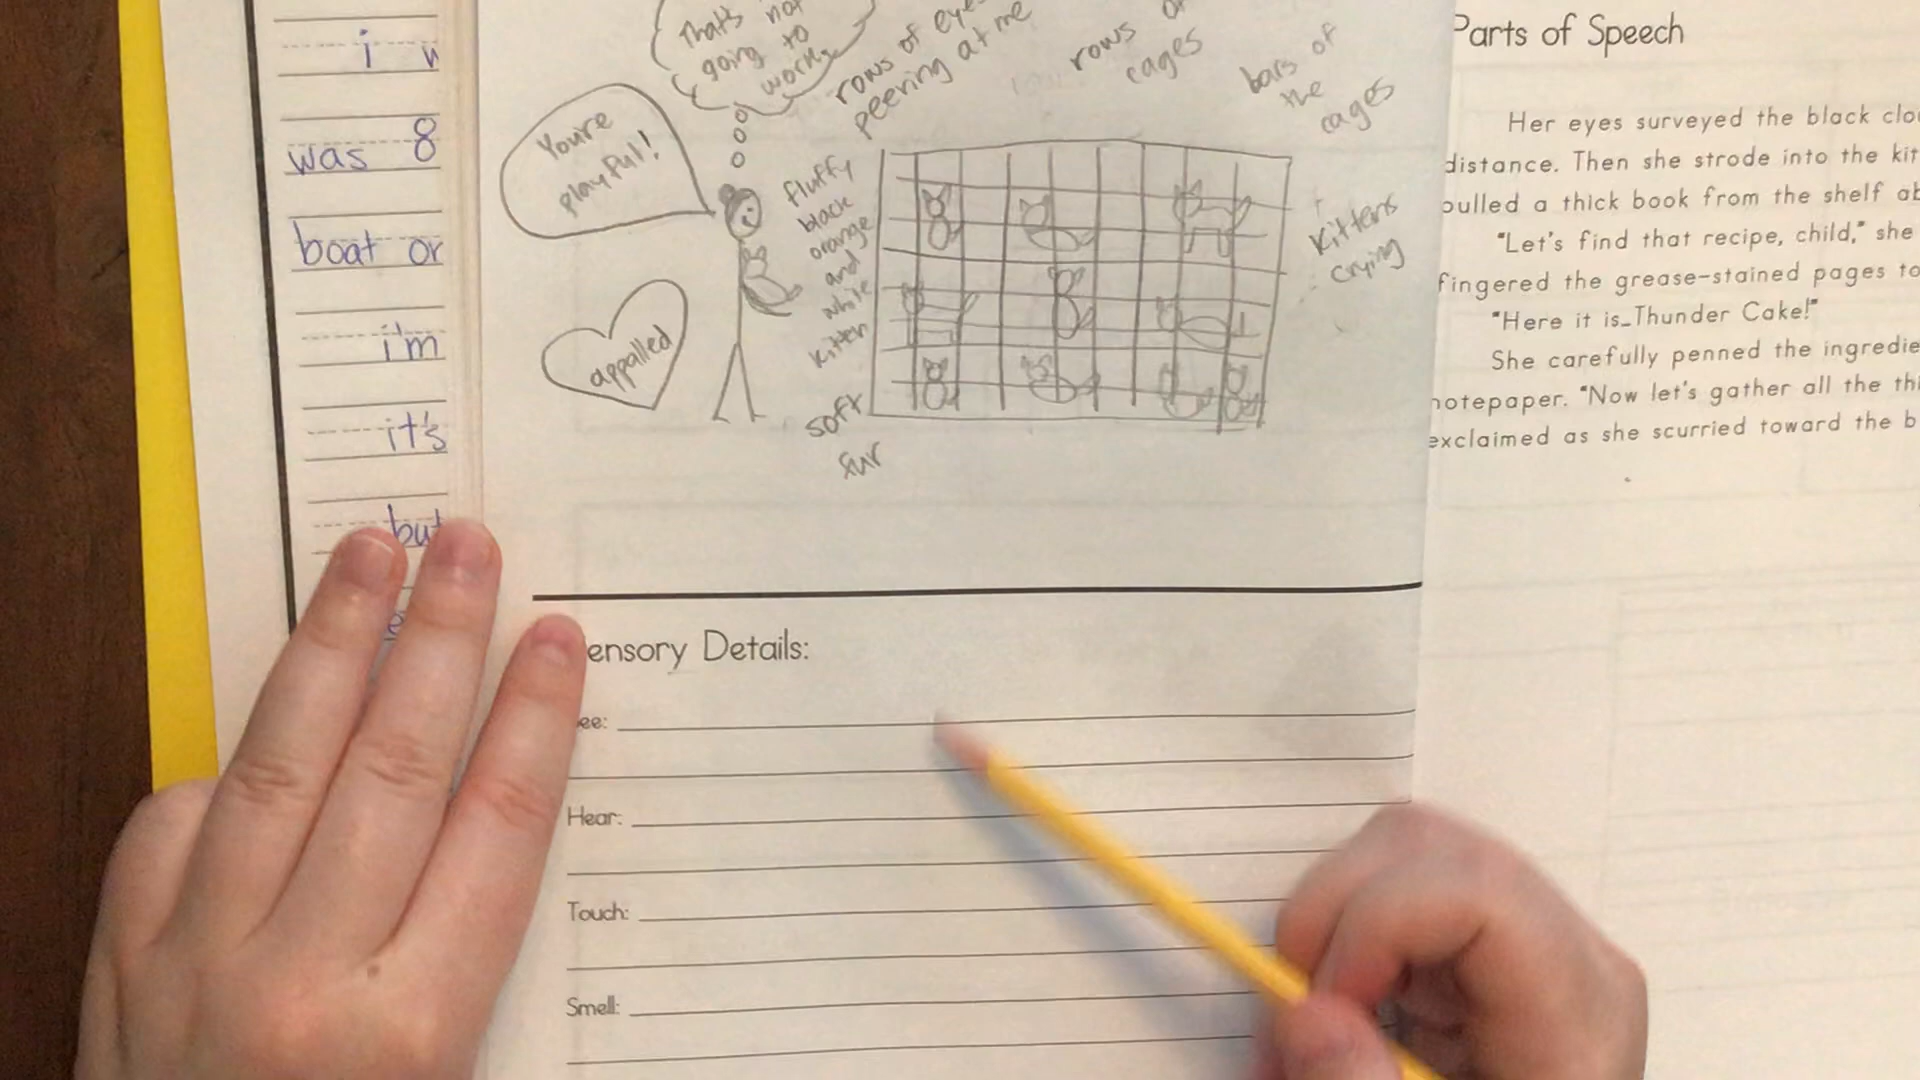 i
was 8
boat or
i'm
it's
but
That's not
going to
work.
rows of eyes
peering at me
rows of
cages
bars of
the
cages
You're
playful!
fluffy
black
orange
and
white
kitten
soft
fur
appalled
kittens
crying
ensory Details:
ee:
Hear:
Touch:
Smell:
Parts of Speech
Her eyes surveyed the black clo
distance. Then she strode into the kit
pulled a thick book from the shelf ab
"Let's find that recipe, child," she
fingered the grease-stained pages to
"Here it is_Thunder Cake!"
She carefully penned the ingredie
notepaper. "Now let's gather all the thi
exclaimed as she scurried toward the b